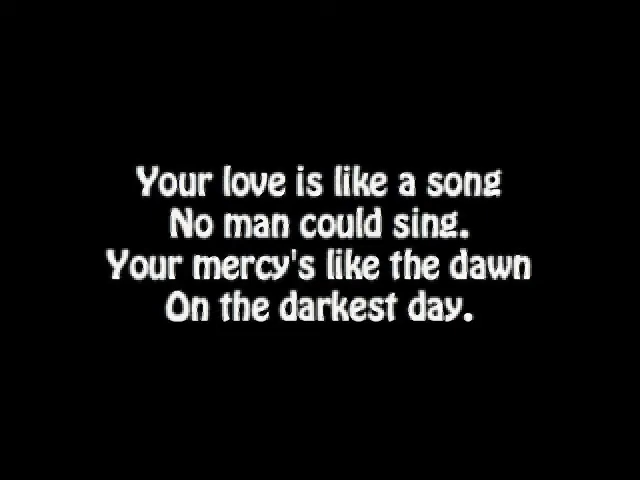 Your love is like a song
No man could sing.
Your mercy's like the dawn
On the darkest day.